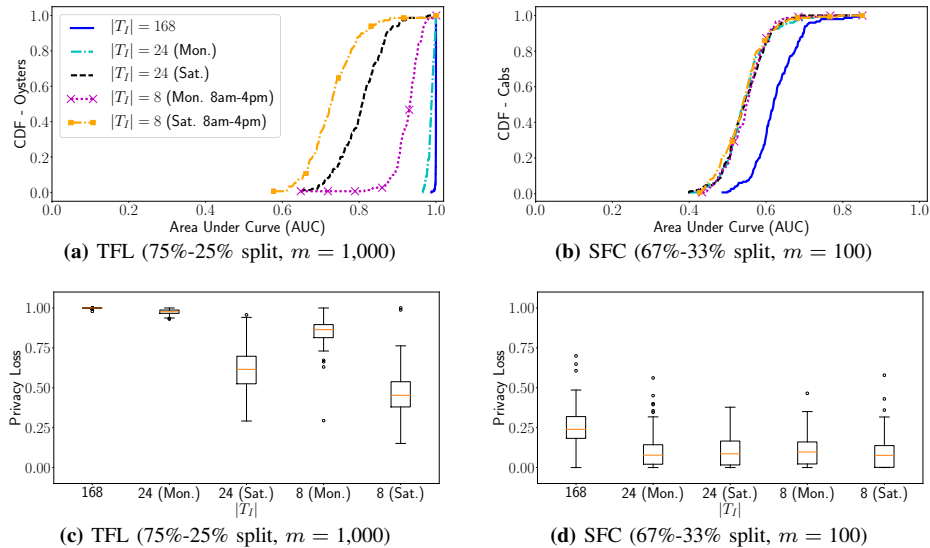 CDF - Oysters
1.0
0.8
0.6
0.4
0.2
0.0
|T_I| = 168
|T_I| = 24 (Mon.)
|T_I| = 24 (Sat.)
|T_I| = 8 (Mon. 8am-4pm)
|T_I| = 8 (Sat. 8am-4pm)
0.0 0.2 0.4 0.6 0.8 1.0
Area Under Curve (AUC)
(a) TFL (75%-25% split, m = 1,000)
CDF - Cabs
1.0
0.8
0.6
0.4
0.2
0.0
0.0 0.2 0.4 0.6 0.8 1.0
Area Under Curve (AUC)
(b) SFC (67%-33% split, m = 100)
Privacy Loss
1.00
0.75
0.50
0.25
0.00
168 24 (Mon.) 24 (Sat.) 8 (Mon.) 8 (Sat.)
|T_I|
(c) TFL (75%-25% split, m = 1,000)
Privacy Loss
1.00
0.75
0.50
0.25
0.00
168 24 (Mon.) 24 (Sat.) 8 (Mon.) 8 (Sat.)
|T_I|
(d) SFC (67%-33% split, m = 100)